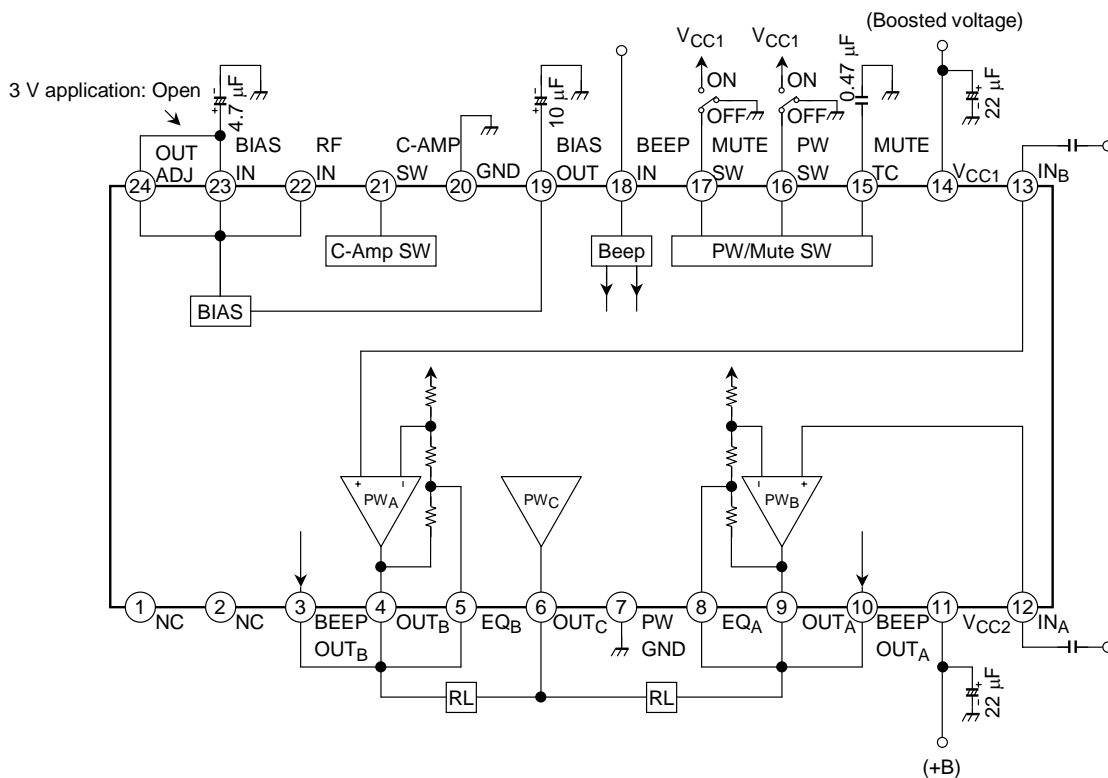 (Boosted voltage)
VCC1 VCC1
3 V application: Open
4.7 μF
10 μF
ON
OFF
ON
OFF
0.47 μF
22 μF
OUT ADJ
BIAS IN
RF IN
C-AMP SW
GND
BIAS OUT
BEEP IN
MUTE SW
PW SW
MUTE TC
VCC1
INB
24 23 22 21 20 19 18 17 16 15 14 13
C-Amp SW
Beep
PW/Mute SW
BIAS
PWA
PWC
PWB
1 2 3 4 5 6 7 8 9 10 11 12
NC
NC
BEEP OUTB
OUTB
EQB
OUTC
PW GND
EQA
OUTA
BEEP OUTA
VCC2
INA
RL
RL
22 μF
(+B)